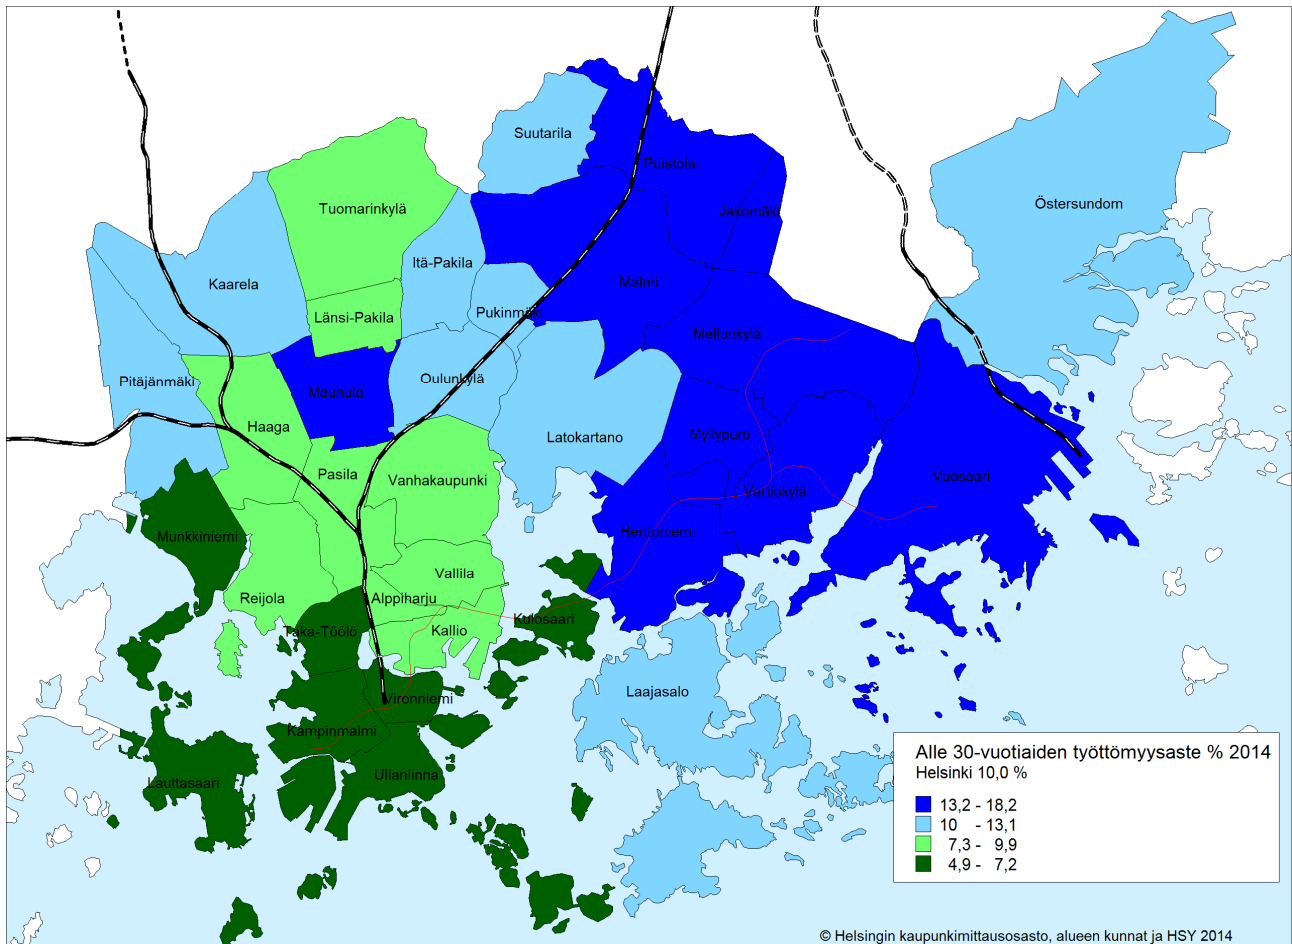 Suutarila
Puistola
Jakomäki
Östersundom
Tuomarinkylä
Itä-Pakila
Kaarela
Malmi
Länsi-Pakila
Pukinmäki
Mellunkylä
Pitäjänmäki
Maunula
Oulunkylä
Haaga
Latokartano
Myllypuro
Pasila
Vanhakaupunki
Vuosaari
Vartiokylä
Munkkiniemi
Herttoniemi
Vallila
Reijola
Alppiharju
Kulosaari
Taka-Töölö
Kallio
Laajasalo
Vironniemi
Kampinmalmi
Ullanlinna
Lauttasaari
Alle 30-vuotiaiden työttömyysaste % 2014
Helsinki 10,0 %
13,2 - 18,2
10 - 13,1
7,3 - 9,9
4,9 - 7,2
© Helsingin kaupunkimittausosasto, alueen kunnat ja HSY 2014